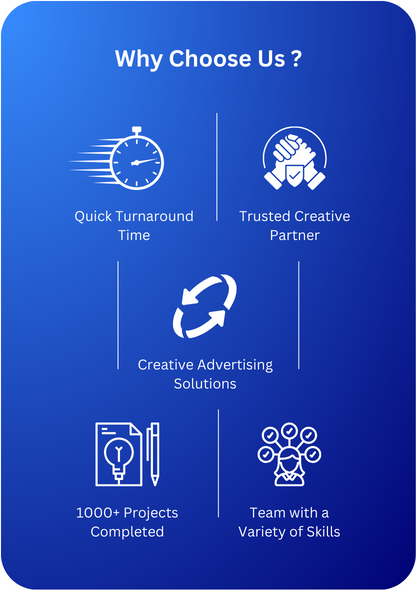 Why Choose Us ?
Quick Turnaround
Time
Trusted Creative
Partner
Creative Advertising
Solutions
1000+ Projects
Completed
Team with a
Variety of Skills